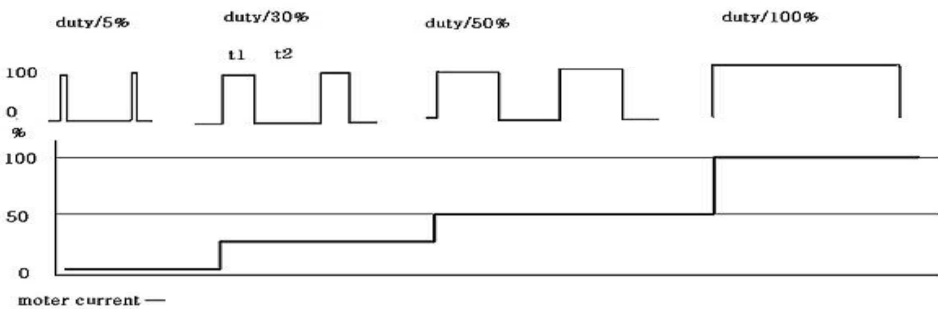 duty/5%
duty/30%
duty/50%
duty/100%
t1 t2
100
0
%
100
50
0
moter current —